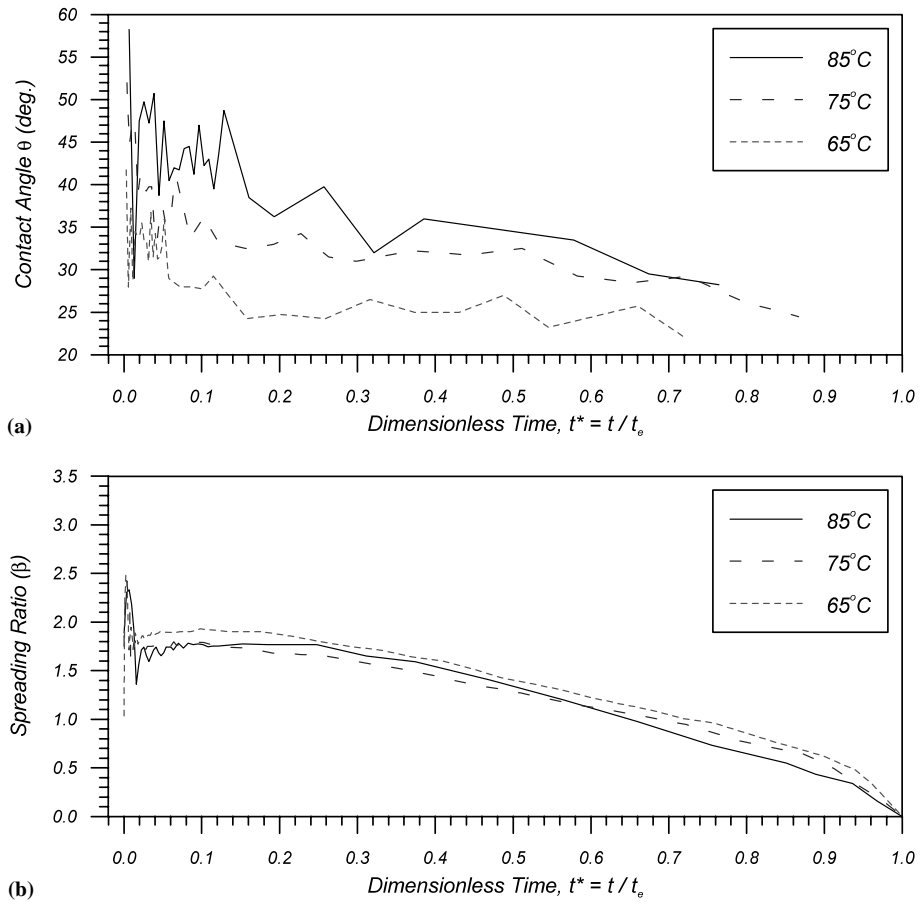 60
55
50
45
40
35
30
25
20
Contact Angle θ (deg.)
85°C
75°C
65°C
0.0 0.1 0.2 0.3 0.4 0.5 0.6 0.7 0.8 0.9 1.0
(a)
Dimensionless Time, t* = t / tₑ
3.5
3.0
2.5
2.0
1.5
1.0
0.5
0.0
Spreading Ratio (β)
85°C
75°C
65°C
0.0 0.1 0.2 0.3 0.4 0.5 0.6 0.7 0.8 0.9 1.0
(b)
Dimensionless Time, t* = t / tₑ